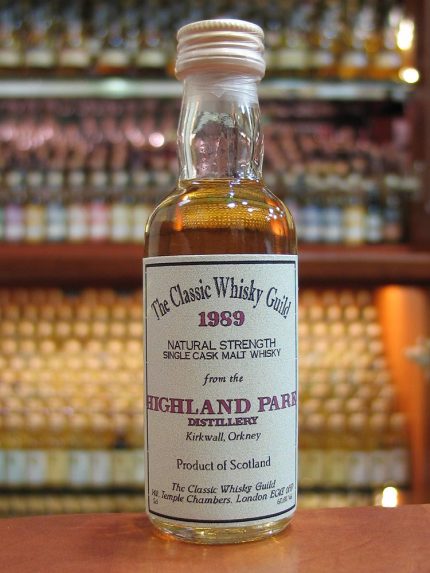 The Classic Whisky Guild
1989
NATURAL STRENGTH
SINGLE CASK MALT WHISKY
from the
HIGHLAND PARK
DISTILLERY
Kirkwall, Orkney
Product of Scotland
The Classic Whisky Guild
Temple Chambers, London